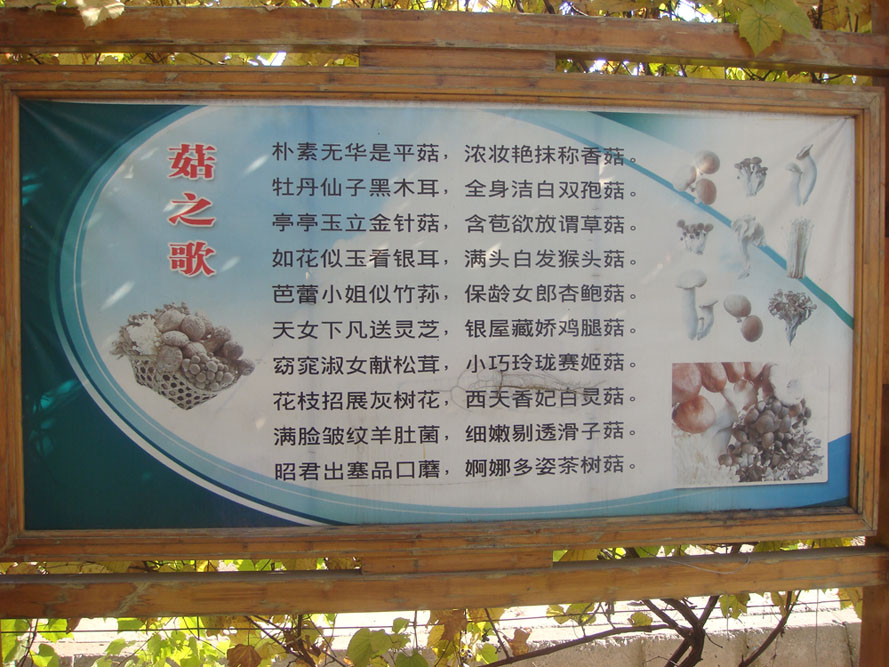 菇之歌
朴素无华是平菇，浓妆艳抹称香菇。
牡丹仙子黑木耳，全身洁白双孢菇。
亭亭玉立金针菇，含苞欲放谓草菇。
如花似玉看银耳，满头白发猴头菇。
芭蕾小姐似竹荪，保龄女郎杏鲍菇。
天女下凡送灵芝，银屋藏娇鸡腿菇。
窈窕淑女献松茸，小巧玲珑赛姬菇。
花枝招展灰树花，西天香妃白灵菇。
满脸皱纹羊肚菌，细嫩剔透滑子菇。
昭君出塞品口蘑，婀娜多姿茶树菇。